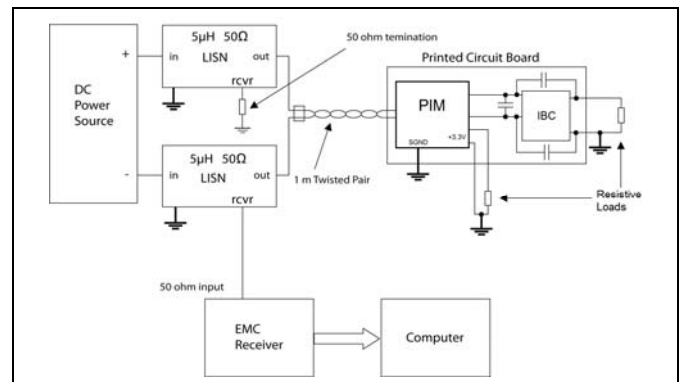 DC
Power
Source
+
-
5μH 50Ω
LISN
in
out
rcvr
50 ohm temination
5μH 50Ω
LISN
in
out
rcvr
1 m Twisted Pair
Printed Circuit Board
PIM
SGND
+3.3V
IBC
Resistive
Loads
50 ohm input
EMC
Receiver
Computer